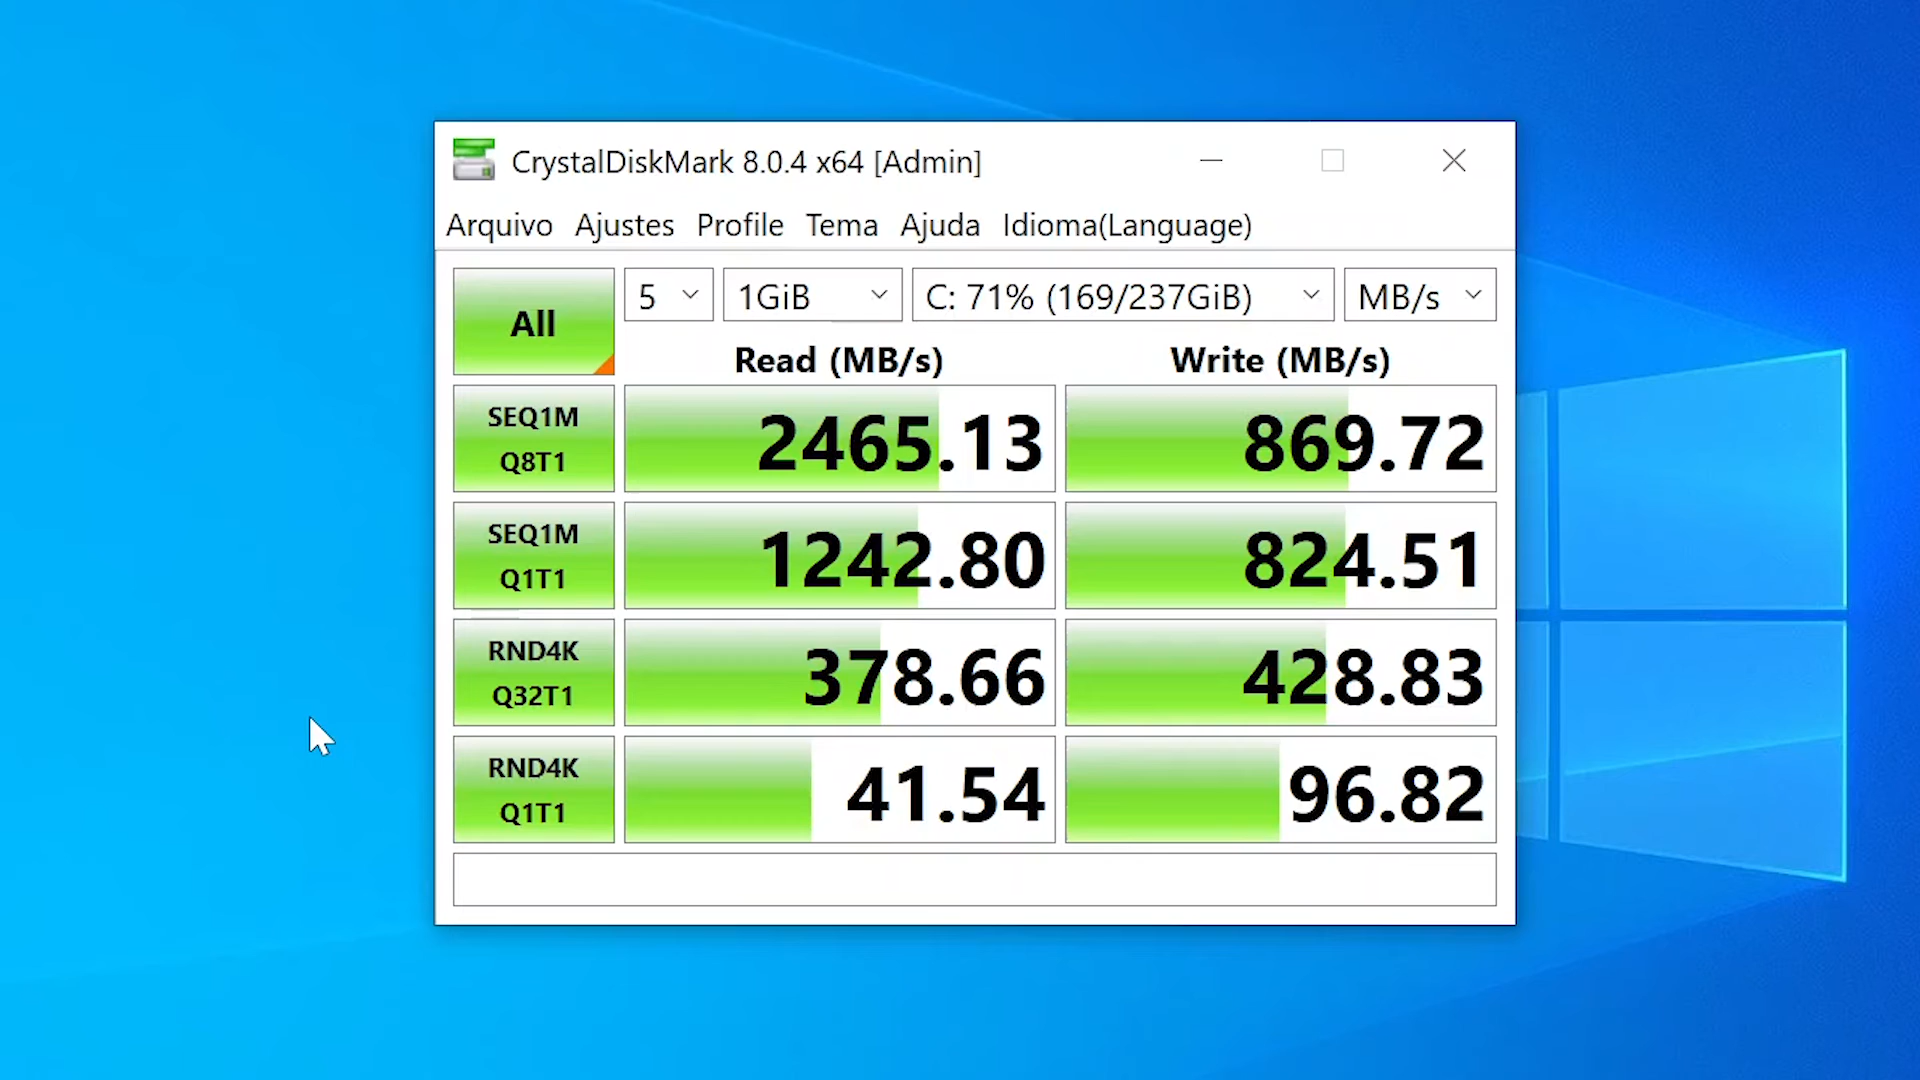 CrystalDiskMark 8.0.4 x64 [Admin]
Arquivo Ajustes Profile Tema Ajuda Idioma(Language)
All
5 1GiB C: 71% (169/237GiB) MB/s
Read (MB/s) Write (MB/s)
SEQ1M
Q8T1
2465.13 869.72
SEQ1M
Q1T1
1242.80 824.51
RND4K
Q32T1
378.66 428.83
RND4K
Q1T1
41.54 96.82